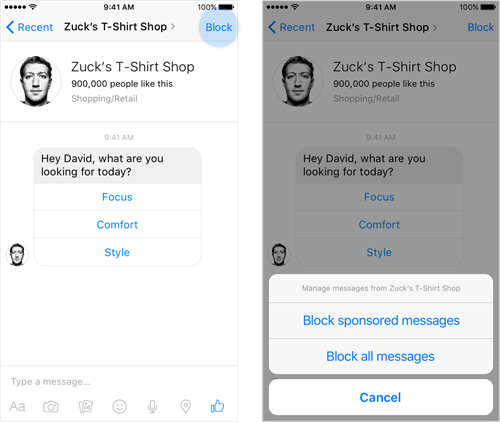 9:41 AM 100%
Recent Zuck's T-Shirt Shop Block
Zuck's T-Shirt Shop
900,000 people like this
Shopping/Retail
9:41 AM
Hey David, what are you
looking for today?
Focus
Comfort
Style
Type a message...
Aa
9:41 AM 100%
Recent Zuck's T-Shirt Shop Block
Zuck's T-Shirt Shop
900,000 people like this
Shopping/Retail
9:41 AM
Hey David, what are you
looking for today?
Focus
Comfort
Style
Manage messages from Zuck's T-Shirt Shop
Block sponsored messages
Block all messages
Cancel